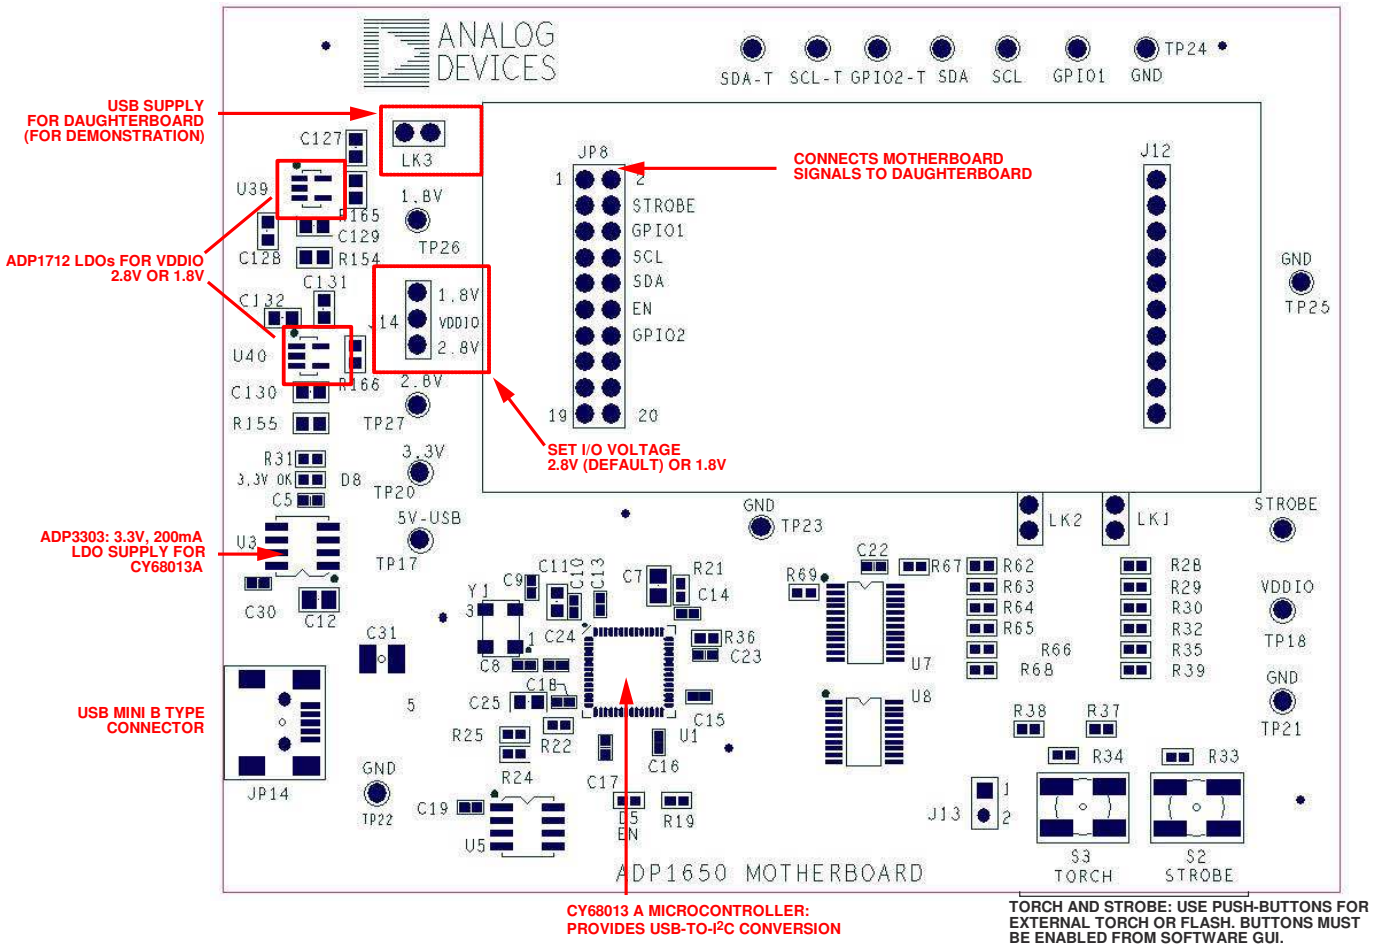 ANALOG
DEVICES
SDA-T SCL-T GPIO2-T SDA SCL GPIO1 GND
TP24
USB SUPPLY
FOR DAUGHTERBOARD
(FOR DEMONSTRATION)
C127
LK3
JP8
J12
CONNECTS MOTHERBOARD
SIGNALS TO DAUGHTERBOARD
1
2
U39
1.8V
R165
STROBE
C129
GPIO1
TP26
C128
R154
SCL
GND
ADP1712 LDOs FOR VDDIO
2.8V OR 1.8V
C131
SDA
1.8V
C132
TP25
EN
J14
VDDIO
GPIO2
2.8V
U40
R166
2.8V
C130
19
20
R155
TP27
SET I/O VOLTAGE
2.8V (DEFAULT) OR 1.8V
3.3V
R31
3.3V OK
D8
TP20
C5
GND
STROBE
5V-USB
TP23
LK2
LK1
ADP3303: 3.3V, 200mA
LDO SUPPLY FOR
CY68013A
U3
TP17
C22
C9
C11
C10
C13
C7
R21
R69
R67
R62
R28
C30
C12
Y1
3
1
C14
R63
R29
VDDIO
R64
R30
C31
C24
R36
R65
R32
TP18
C23
R66
R35
C8
U7
R68
R39
GND
C18
U8
USB MINI B TYPE
CONNECTOR
5
C25
C15
R38
R37
TP21
R25
R22
U1
C16
R34
R33
GND
R24
C17
JP14
TP22
C19
D5
EN
R19
J13
1
2
U5
S3
TORCH
S2
STROBE
ADP1650 MOTHERBOARD
CY68013 A MICROCONTROLLER:
PROVIDES USB-TO-I²C CONVERSION
TORCH AND STROBE: USE PUSH-BUTTONS FOR
EXTERNAL TORCH OR FLASH. BUTTONS MUST
BE ENABLED FROM SOFTWARE GUI.